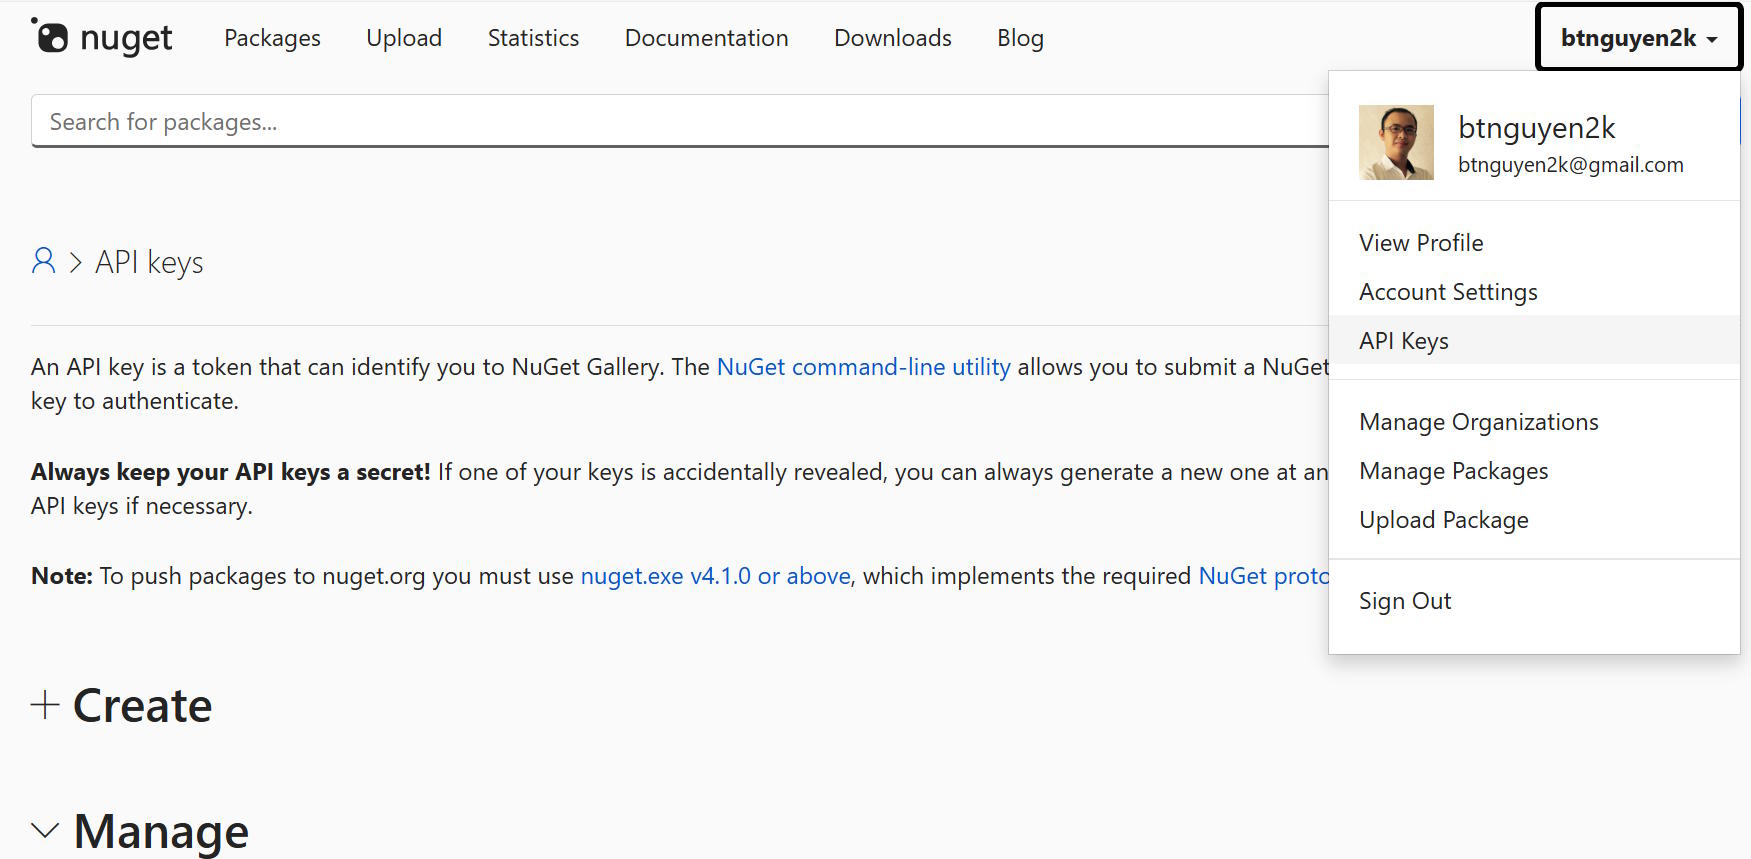 nuget Packages Upload Statistics Documentation Downloads Blog btnguyen2k
Search for packages...
btnguyen2k
btnguyen2k@gmail.com
View Profile
Account Settings
API Keys
Manage Organizations
Manage Packages
Upload Package
Sign Out
API keys
An API key is a token that can identify you to NuGet Gallery. The NuGet command-line utility allows you to submit a NuGet
key to authenticate.
Always keep your API keys a secret! If one of your keys is accidentally revealed, you can always generate a new one at an
API keys if necessary.
Note: To push packages to nuget.org you must use nuget.exe v4.1.0 or above, which implements the required NuGet proto
Create
Manage